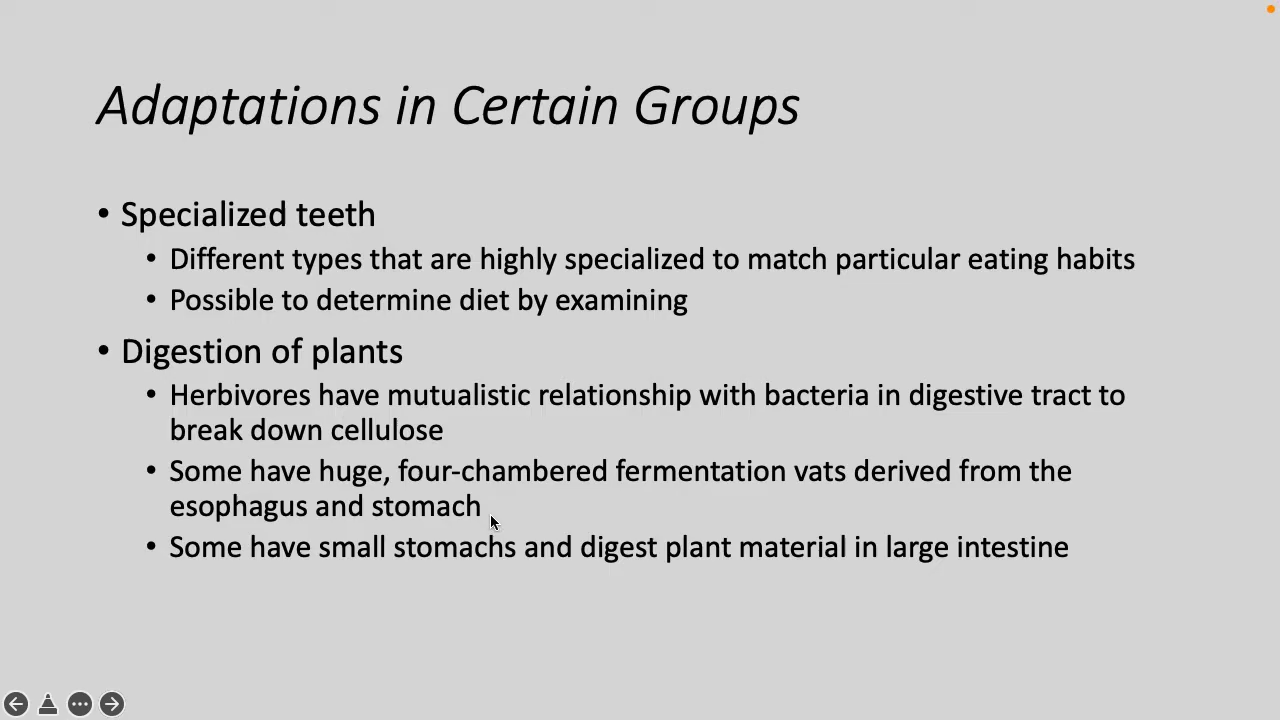 Adaptations in Certain Groups
• Specialized teeth
• Different types that are highly specialized to match particular eating habits
• Possible to determine diet by examining
• Digestion of plants
• Herbivores have mutualistic relationship with bacteria in digestive tract to
break down cellulose
• Some have huge, four-chambered fermentation vats derived from the
esophagus and stomach
• Some have small stomachs and digest plant material in large intestine